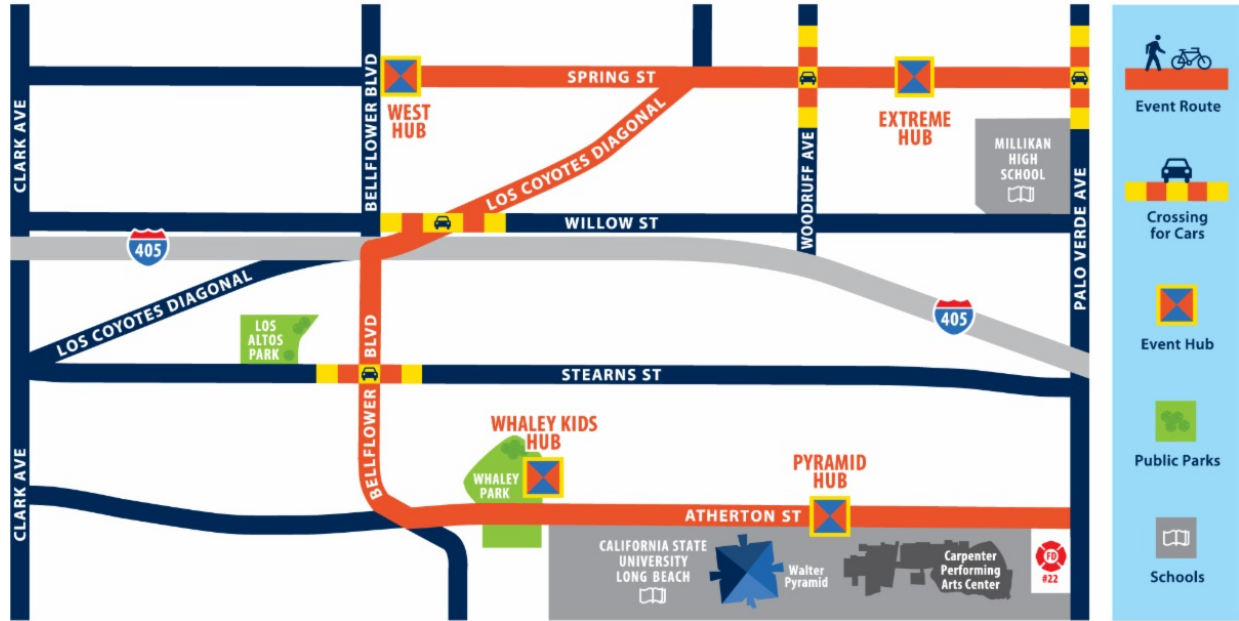 CLARK AVE
BELLFLOWER BLVD
SPRING ST
WEST
HUB
LOS COYOTES DIAGONAL
WOODRUFF AVE
EXTREME
HUB
MILLIKAN
HIGH
SCHOOL
PALO VERDE AVE
WILLOW ST
405
LOS COYOTES DIAGONAL
LOS
ALTOS
PARK
405
BELLFLOWER BLVD
STEARNS ST
CLARK AVE
WHALEY KIDS
HUB
WHALEY
PARK
PYRAMID
HUB
ATHERTON ST
CALIFORNIA STATE
UNIVERSITY
LONG BEACH
Walter
Pyramid
Carpenter
Performing
Arts Center
FD
#22
Event Route
Crossing
for Cars
Event Hub
Public Parks
Schools